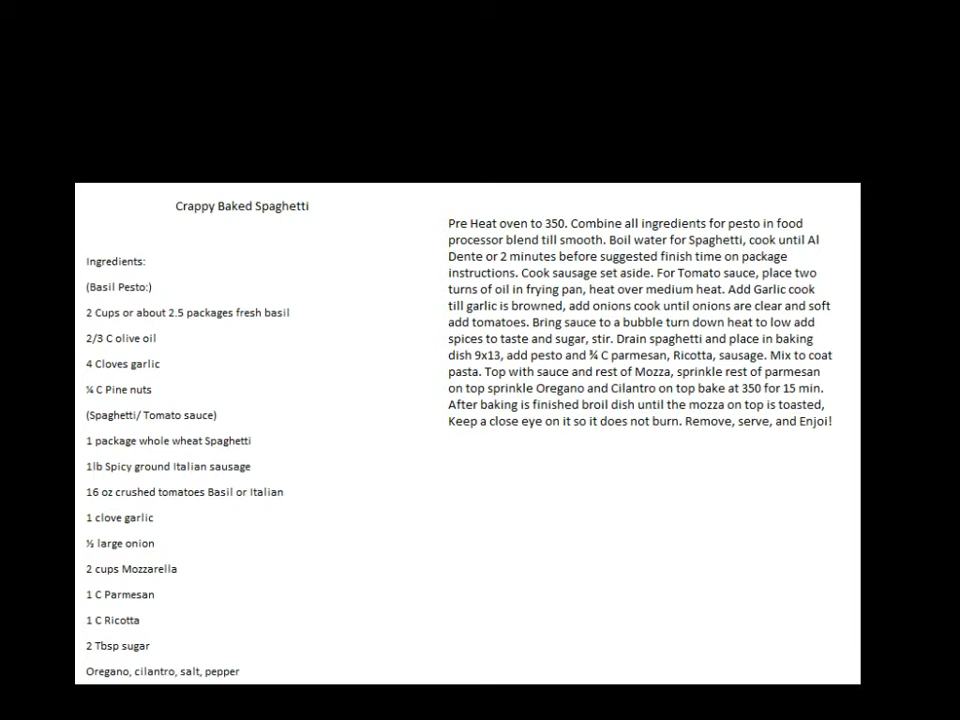 Crappy Baked Spaghetti
Ingredients:
(Basil Pesto:)
2 Cups or about 2.5 packages fresh basil
2/3 C olive oil
4 Cloves garlic
¼ C Pine nuts
(Spaghetti/ Tomato sauce)
1 package whole wheat Spaghetti
1lb Spicy ground Italian sausage
16 oz crushed tomatoes Basil or Italian
1 clove garlic
½ large onion
2 cups Mozzarella
1 C Parmesan
1 C Ricotta
2 Tbsp sugar
Oregano, cilantro, salt, pepper
Pre Heat oven to 350. Combine all ingredients for pesto in food
processor blend till smooth. Boil water for Spaghetti, cook until Al
Dente or 2 minutes before suggested finish time on package
instructions. Cook sausage set aside. For Tomato sauce, place two
turns of oil in frying pan, heat over medium heat. Add Garlic cook
till garlic is browned, add onions cook until onions are clear and soft
add tomatoes. Bring sauce to a bubble turn down heat to low add
spices to taste and sugar, stir. Drain spaghetti and place in baking
dish 9x13, add pesto and ¾ C parmesan, Ricotta, sausage. Mix to coat
pasta. Top with sauce and rest of Mozza, sprinkle rest of parmesan
on top sprinkle Oregano and Cilantro on top bake at 350 for 15 min.
After baking is finished broil dish until the mozza on top is toasted,
Keep a close eye on it so it does not burn. Remove, serve, and Enjoi!